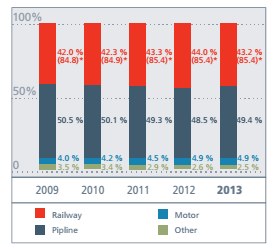 100%
42.0 % 42.3 % 43.3 % 44.0 % 43.2 %
(84.8)* (84.9)* (85.4)* (85.4)* (85.4)*
50%
50.5 % 50.1 % 49.3 % 48.5 % 49.4 %
4.0 % 4.2 % 4.5 % 4.9 % 4.9 %
0 3.5 % 3.4 % 2.9 % 2.6 % 2.5 %
2009 2010 2011 2012 2013
Railway Motor
Pipline Other